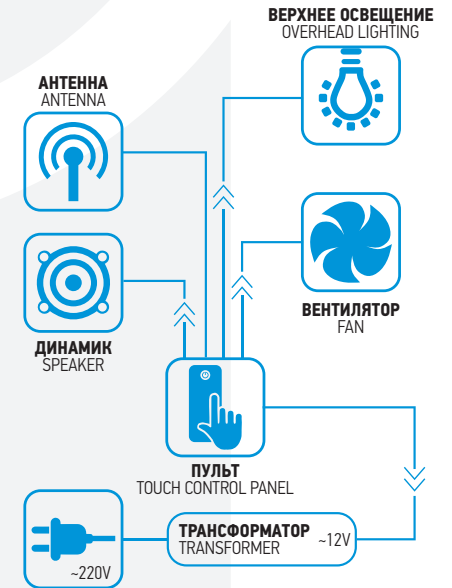 ВЕРХНЕЕ ОСВЕЩЕНИЕ
OVERHEAD LIGHTING
АНТЕННА
ANTENNA
ВЕНТИЛЯТОР
FAN
ДИНАМИК
SPEAKER
ПУЛЬТ
TOUCH CONTROL PANEL
ТРАНСФОРМАТОР
TRANSFORMER
~12V
~220V